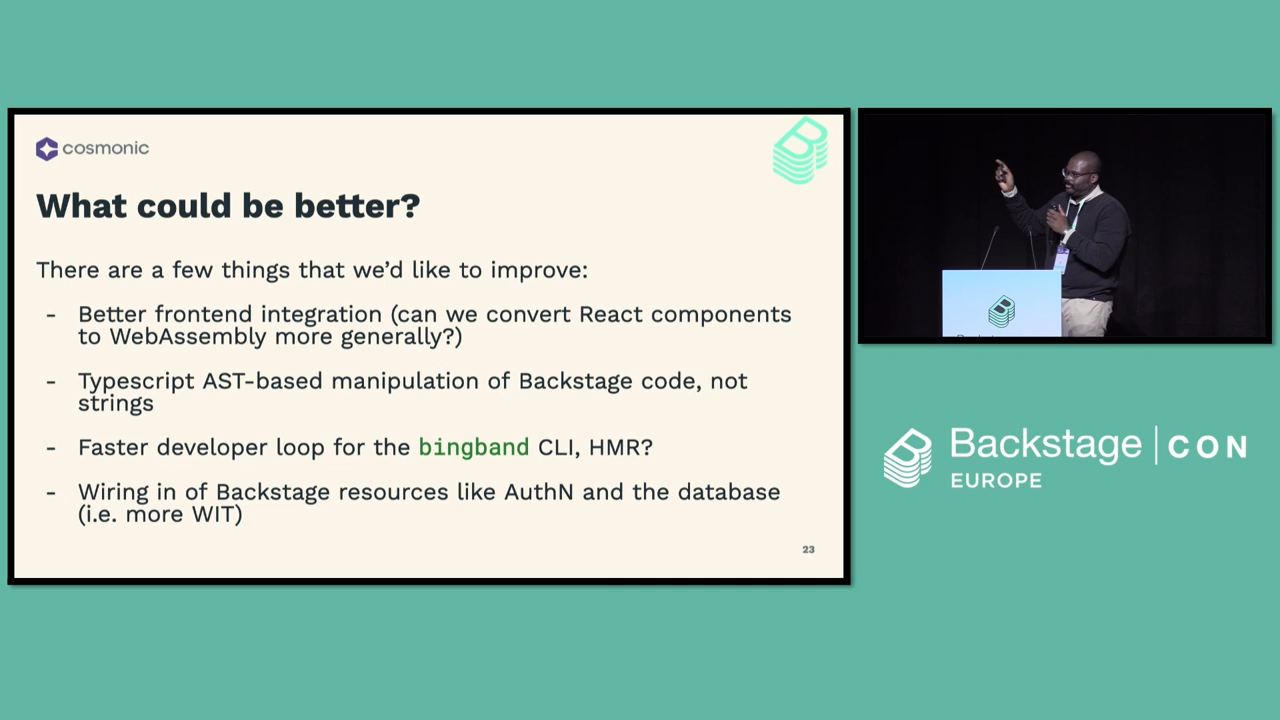 cosmonic
What could be better?
There are a few things that we’d like to improve:
- Better frontend integration (can we convert React components
to WebAssembly more generally?)
- Typescript AST-based manipulation of Backstage code, not
strings
- Faster developer loop for the bingband CLI, HMR?
- Wiring in of Backstage resources like AuthN and the database
(i.e. more WIT)
23
Backstage | CON
EUROPE